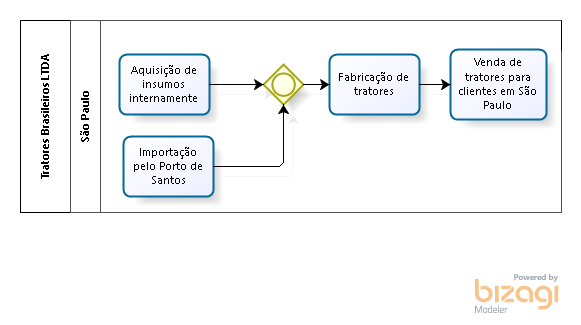 Tratores Brasileiros LTDA
São Paulo
Aquisição de
insumos
internamente
Importação
pelo Porto de
Santos
Fabricação de
tratores
Venda de
tratores para
clientes em São
Paulo
Powered by
bizagi
Modeler